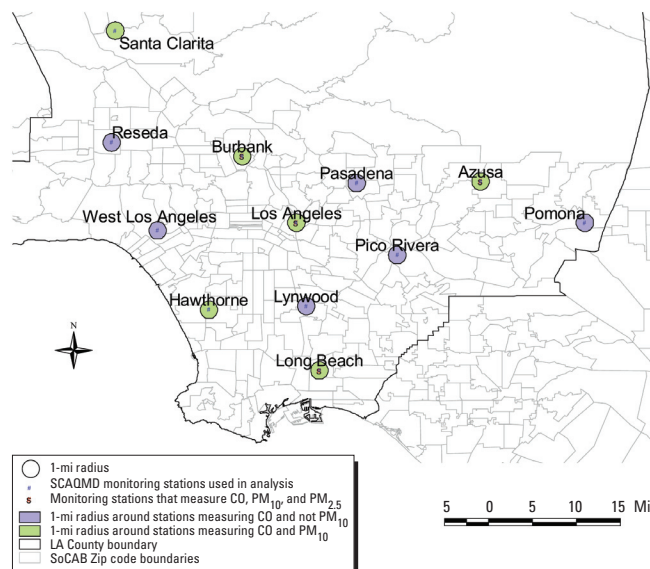 Santa Clarita
Reseda
Burbank
Pasadena
Azusa
West Los Angeles
Los Angeles
Pomona
Pico Rivera
Hawthorne
Lynwood
Long Beach
N
1-mi radius
# SCAQMD monitoring stations used in analysis
S Monitoring stations that measure CO, PM10, and PM2.5
1-mi radius around stations measuring CO and not PM10
1-mi radius around stations measuring CO and PM10
LA County boundary
SoCAB Zip code boundaries
5 0 5 10 15 Mi